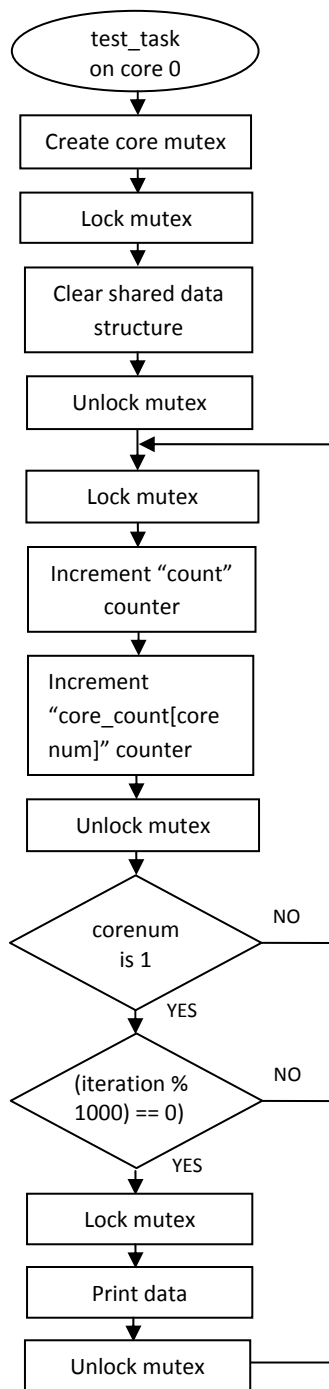 test_task
on core 0
Create core mutex
Lock mutex
Clear shared data
structure
Unlock mutex
Lock mutex
Increment “count”
counter
Increment
“core_count[core
num]” counter
Unlock mutex
corenum
is 1
NO
YES
(iteration %
1000) == 0)
NO
YES
Lock mutex
Print data
Unlock mutex